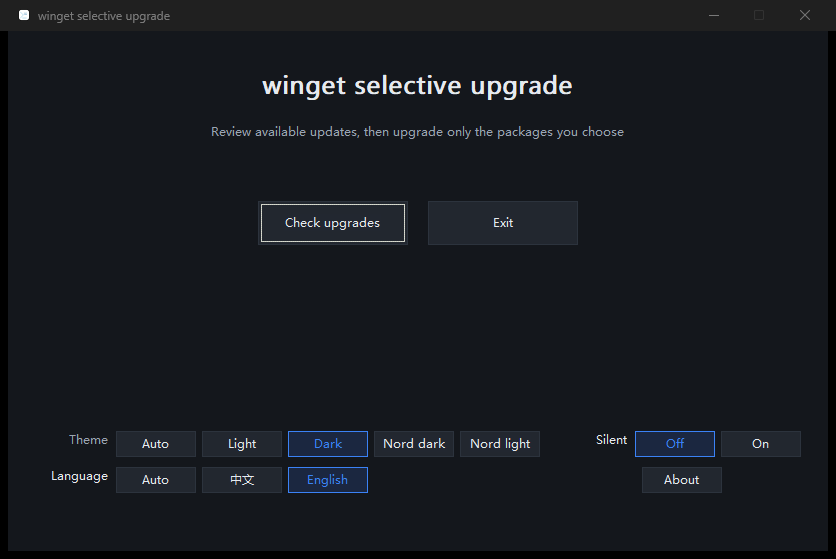 winget selective upgrade
winget selective upgrade
Review available updates, then upgrade only the packages you choose
Check upgrades Exit
Theme Auto Light Dark Nord dark Nord light Silent Off On
Language Auto 中文 English About